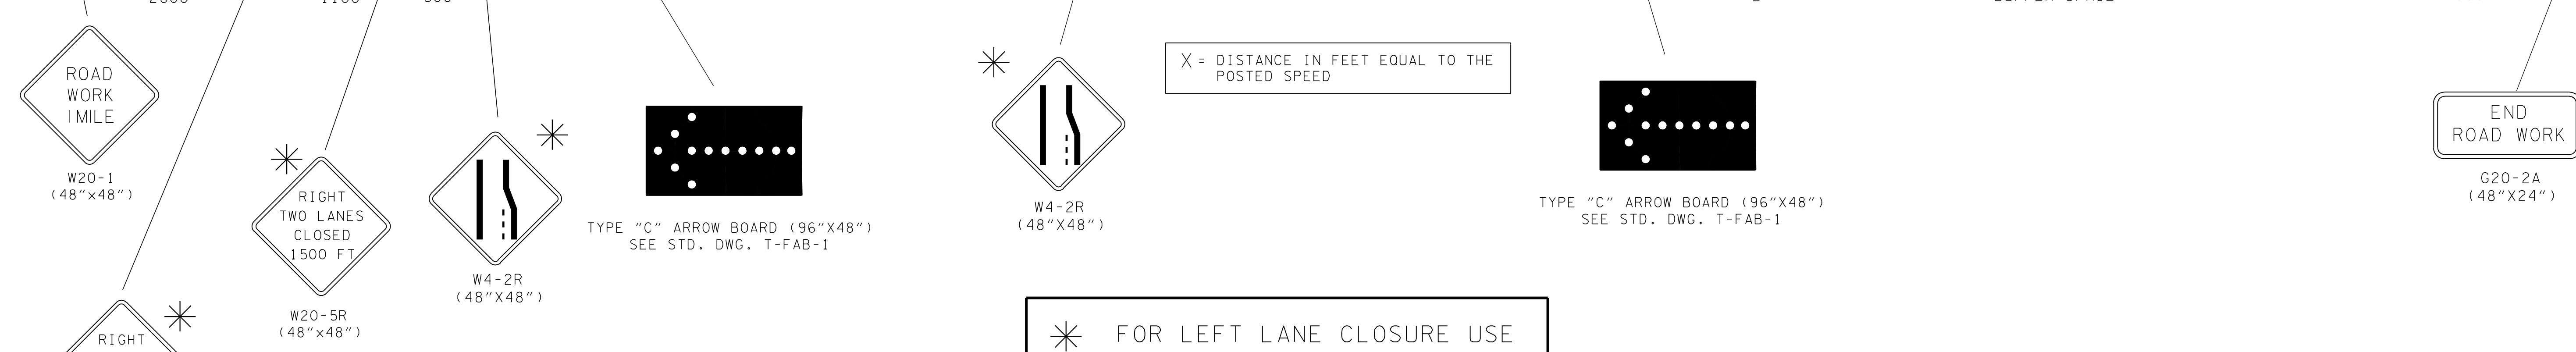 ROAD
WORK
1 MILE
W20-1
(48"x48")
RIGHT
RIGHT
TWO LANES
CLOSED
1500 FT
W20-5R
(48"x48")
W4-2R
(48"X48")
TYPE "C" ARROW BOARD (96"X48")
SEE STD. DWG. T-FAB-1
W4-2R
(48"X48")
X = DISTANCE IN FEET EQUAL TO THE
POSTED SPEED
TYPE "C" ARROW BOARD (96"X48")
SEE STD. DWG. T-FAB-1
END
ROAD WORK
G20-2A
(48"X24")
FOR LEFT LANE CLOSURE USE